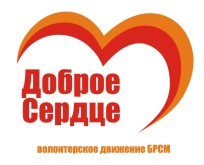 Доброе
Сердце
волонтерское движение БРСМ